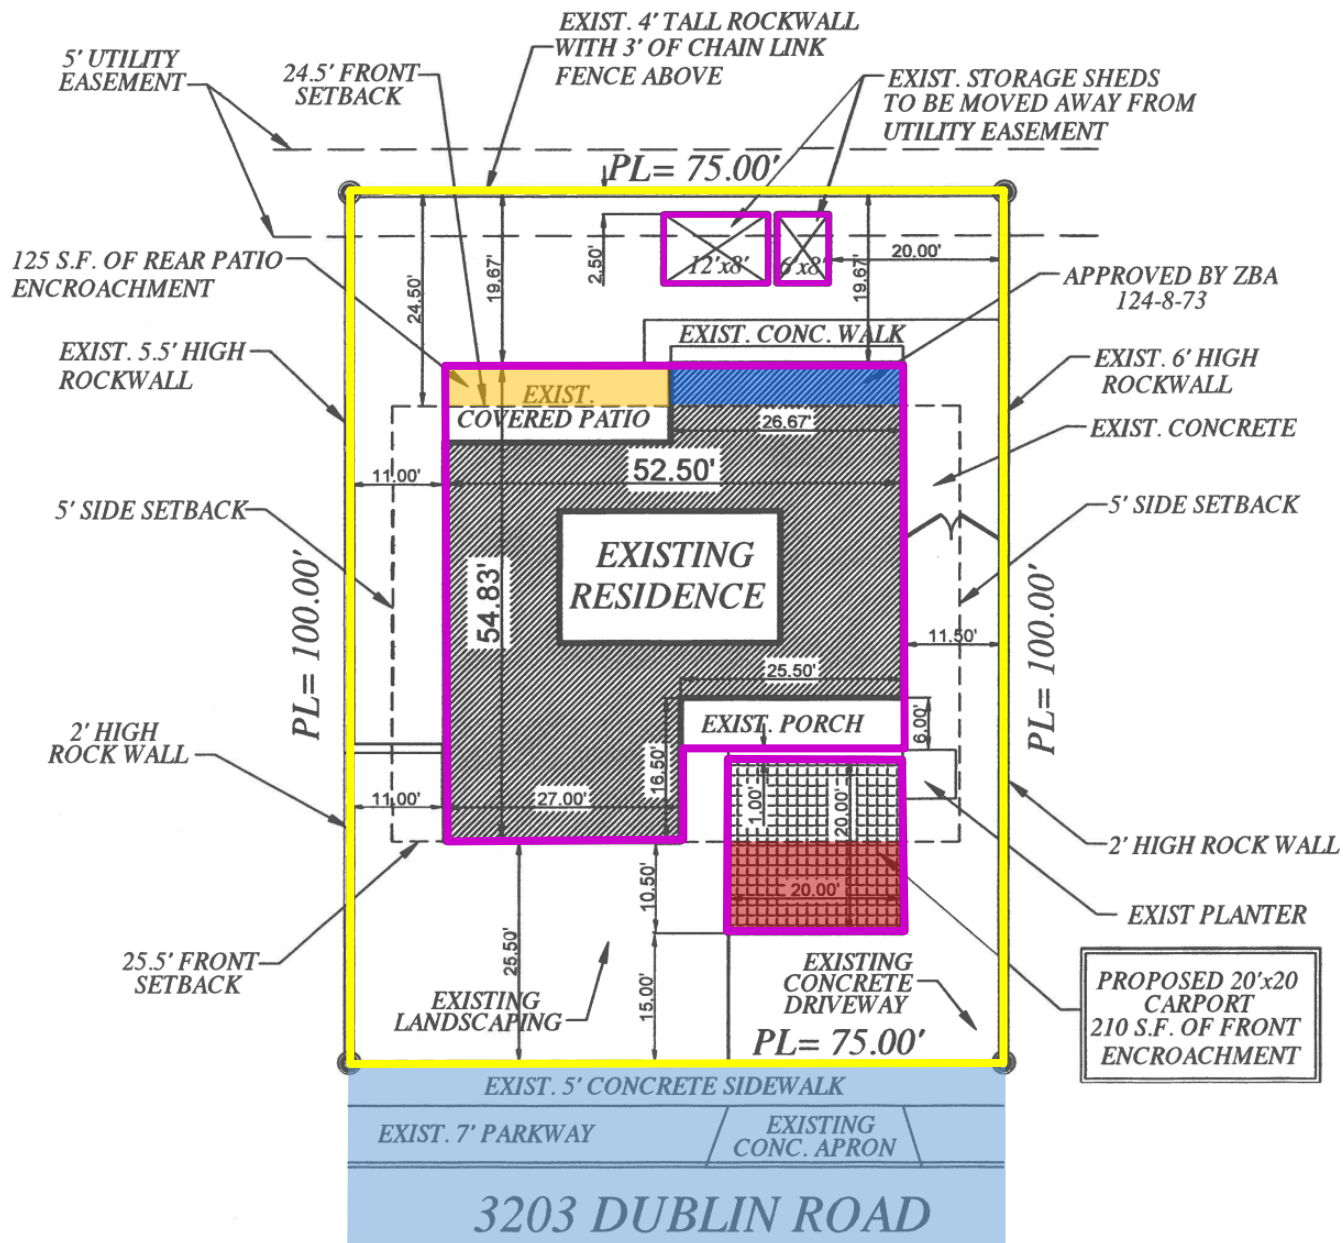 EXIST. 4' TALL ROCKWALL
WITH 3' OF CHAIN LINK
FENCE ABOVE
5' UTILITY
EASEMENT
24.5' FRONT
SETBACK
EXIST. STORAGE SHEDS
TO BE MOVED AWAY FROM
UTILITY EASEMENT
PL= 75.00'
125 S.F. OF REAR PATIO
ENCROACHMENT
24.50'
19.67'
2.50'
12'x8'
6'x8'
19.67'
20.00'
APPROVED BY ZBA
124-8-73
EXIST. 5.5' HIGH
ROCKWALL
EXIST. CONC. WALK
EXIST. 6' HIGH
ROCKWALL
EXIST.
COVERED PATIO
26.67'
EXIST. CONCRETE
11.00'
52.50'
5' SIDE SETBACK
5' SIDE SETBACK
EXISTING
RESIDENCE
54.83'
PL= 100.00'
PL= 100.00'
11.50'
25.50'
EXIST. PORCH
6.00'
2' HIGH
ROCK WALL
16.50'
11.00'
27.00'
1.00'
20.00'
2' HIGH ROCK WALL
20.00'
10.50'
EXIST PLANTER
25.50'
25.5' FRONT
SETBACK
15.00'
EXISTING
LANDSCAPING
EXISTING
CONCRETE
DRIVEWAY
PROPOSED 20'x20
CARPORT
210 S.F. OF FRONT
ENCROACHMENT
PL= 75.00'
EXIST. 5' CONCRETE SIDEWALK
EXIST. 7' PARKWAY
EXISTING
CONC. APRON
3203 DUBLIN ROAD